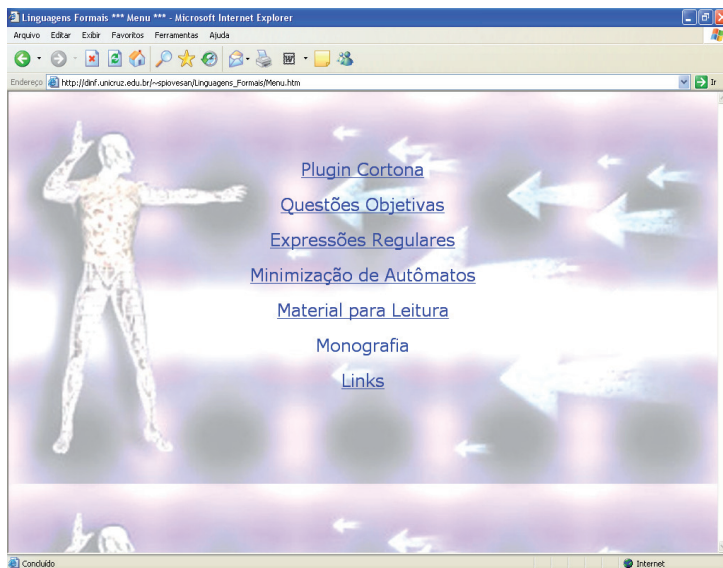 Linguagens Formais *** Menu *** - Microsoft Internet Explorer
Arquivo Editar Exibir Favoritos Ferramentas Ajuda
Endereço http://dinf.unicruz.edu.br/~spiovesan/Linguagens_Formais/Menu.htm Ir
Plugin Cortona
Questões Objetivas
Expressões Regulares
Minimização de Autômatos
Material para Leitura
Monografia
Links
Concluído Internet